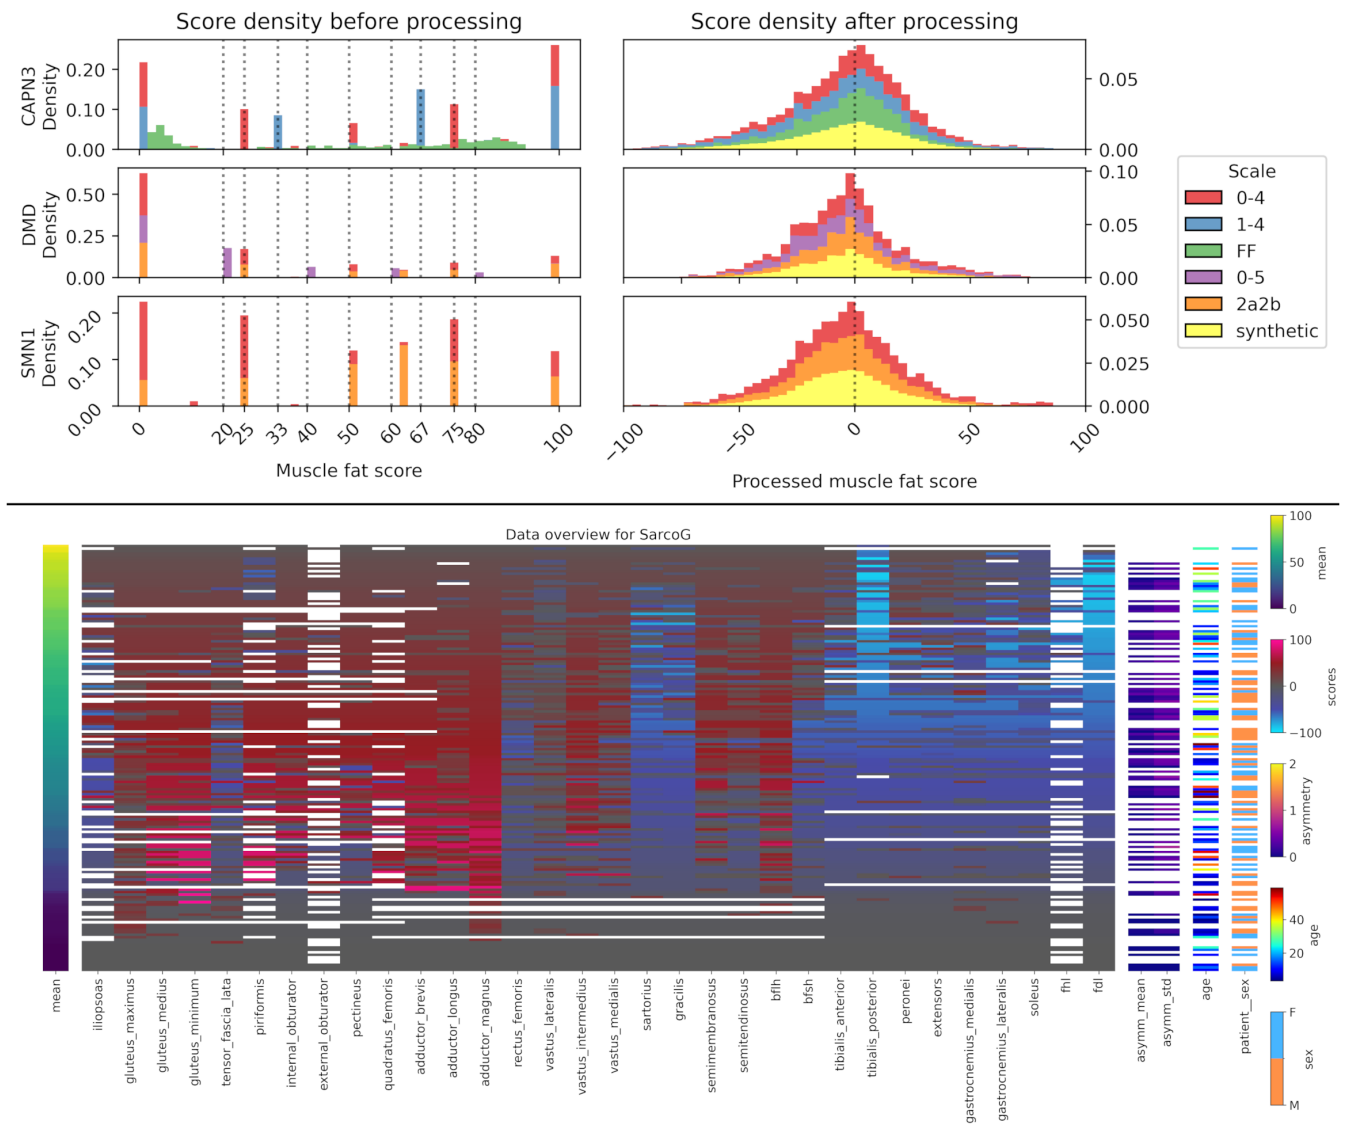 Score density before processing
Score density after processing
CAPN3
Density
0.20
0.10
0.00
0.05
0.00
DMD
Density
0.50
0.25
0.00
0.10
0.05
0.00
SMN1
Density
0.20
0.10
0.00
0.050
0.025
0.000
0
20
25
33
40
50
60
67
75
80
100
Muscle fat score
−100
−50
0
50
100
Processed muscle fat score
Scale
0-4
1-4
FF
0-5
2a2b
synthetic
Data overview for SarcoG
mean
iliopsoas
gluteus_maximus
gluteus_medius
gluteus_minimum
tensor_fascia_lata
piriformis
internal_obturator
external_obturator
pectineus
quadratus_femoris
adductor_brevis
adductor_longus
adductor_magnus
rectus_femoris
vastus_lateralis
vastus_intermedius
vastus_medialis
sartorius
gracilis
semimembranosus
semitendinosus
bflh
bfsh
tibialis_anterior
tibialis_posterior
peronei
extensors
gastrocnemius_medialis
gastrocnemius_lateralis
soleus
fhl
fdl
asymm_mean
asymm_std
age
patient__sex
100
50
0
mean
100
0
−100
scores
2
1
0
asymmetry
40
20
age
F
M
sex